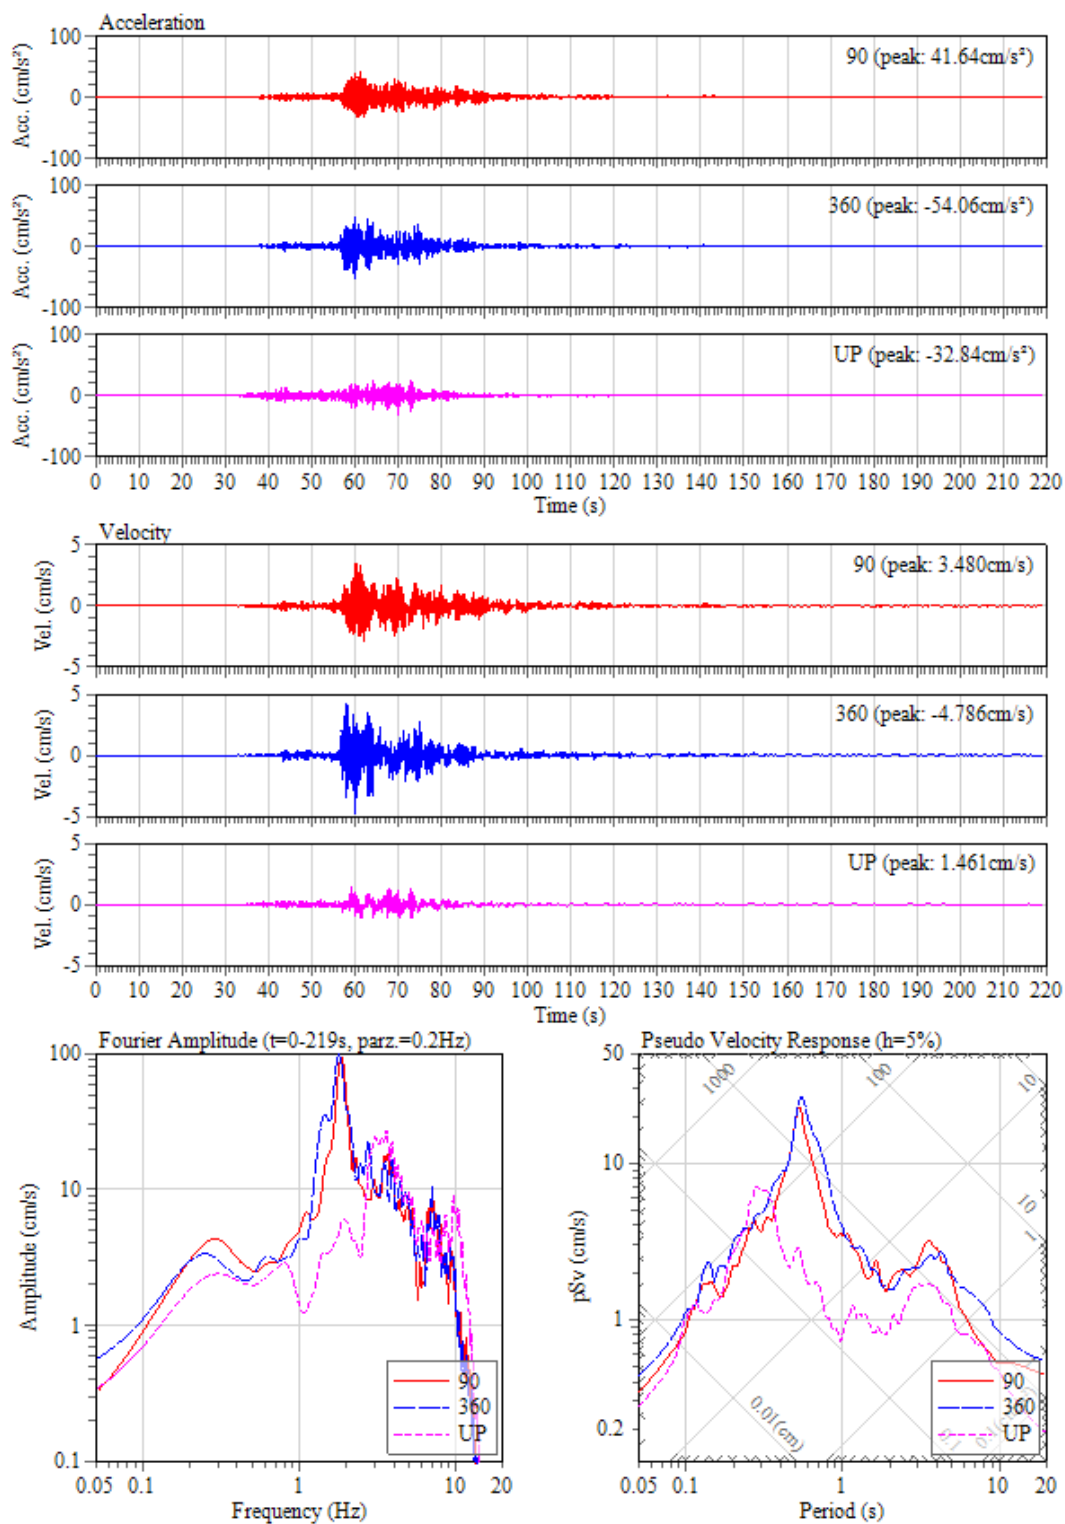 Acceleration
100
0
-100
Acc. (cm/s²)
90 (peak: 41.64cm/s²)
100
0
-100
Acc. (cm/s²)
360 (peak: -54.06cm/s²)
100
0
-100
Acc. (cm/s²)
UP (peak: -32.84cm/s²)
0 10 20 30 40 50 60 70 80 90 100 110 120 130 140 150 160 170 180 190 200 210 220
Time (s)
Velocity
5
0
-5
Vel. (cm/s)
90 (peak: 3.480cm/s)
5
0
-5
Vel. (cm/s)
360 (peak: -4.786cm/s)
5
0
-5
Vel. (cm/s)
UP (peak: 1.461cm/s)
0 10 20 30 40 50 60 70 80 90 100 110 120 130 140 150 160 170 180 190 200 210 220
Time (s)
Fourier Amplitude (t=0-219s, parz.=0.2Hz)
100
10
1
0.1
Amplitude (cm/s)
90
360
UP
0.05 0.1 1 10 20
Frequency (Hz)
Pseudo Velocity Response (h=5%)
50
10
1
0.2
pSv (cm/s)
1000
100
10
10
1
0.01(cm)
0.1
90
360
UP
0.05 0.1 1 10 20
Period (s)